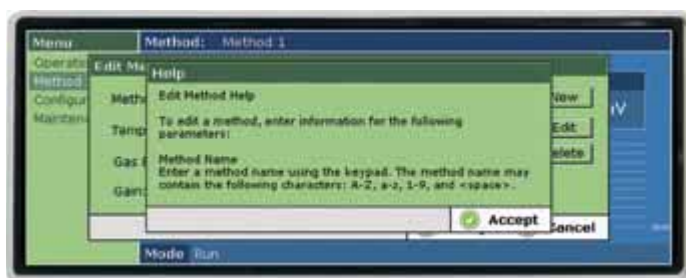 Menu
Method: Method 1
Operat
Edit Me
Help
Method
Configur
Mainten
Metho
Temp
Gas
Gain
Edit Method Help
To edit a method, enter information for the following
parameters:
Method Name
Enter a method name using the keypad. The method name may
contain the following characters: A-Z, a-z, 1-9, and <space>.
New
Edit
elete
Accept
Cancel
Mode Run